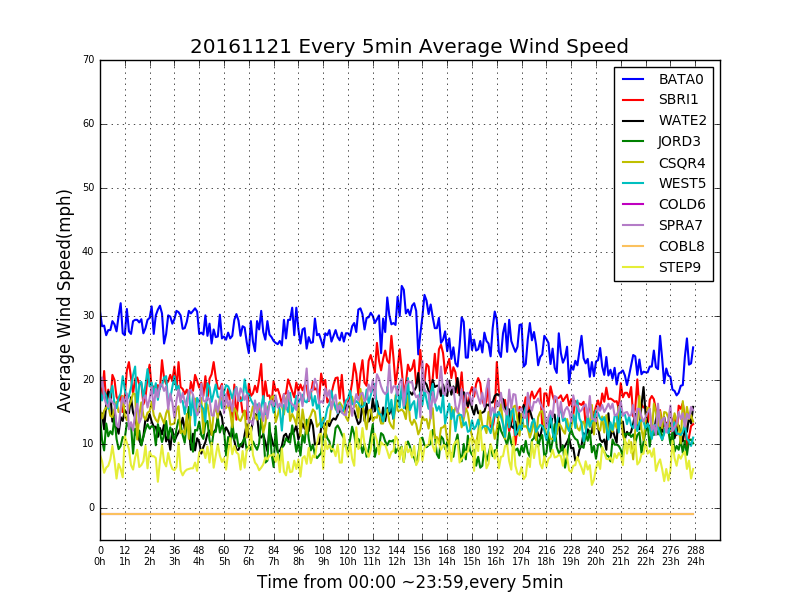 20161121 Every 5min Average Wind Speed
70
60
50
40
30
20
10
0
Average Wind Speed(mph)
BATA0
SBRI1
WATE2
JORD3
CSQR4
WEST5
COLD6
SPRA7
COBL8
STEP9
0 12 24 36 48 60 72 84 96 108 120 132 144 156 168 180 192 204 216 228 240 252 264 276 288
0h 1h 2h 3h 4h 5h 6h 7h 8h 9h 10h 11h 12h 13h 14h 15h 16h 17h 18h 19h 20h 21h 22h 23h 24h
Time from 00:00 ~23:59,every 5min